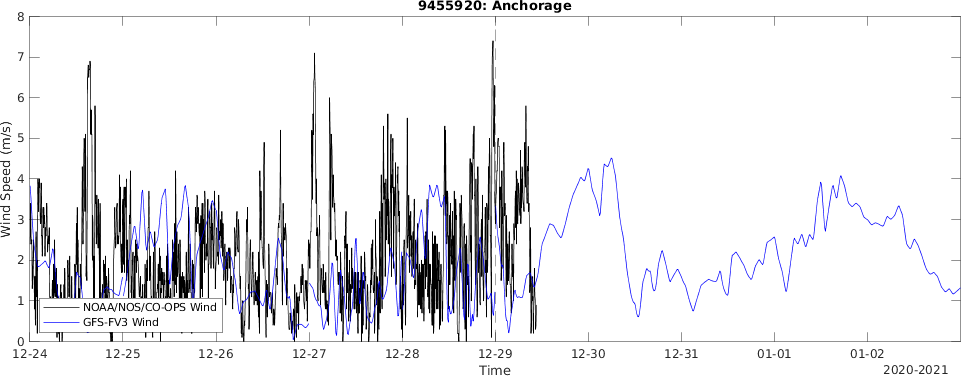 9455920: Anchorage
8
7
6
5
4
3
2
1
0
Wind Speed (m/s)
NOAA/NOS/CO-OPS Wind
GFS-FV3 Wind
12-24 12-25 12-26 12-27 12-28 12-29 12-30 12-31 01-01 01-02
Time
2020-2021